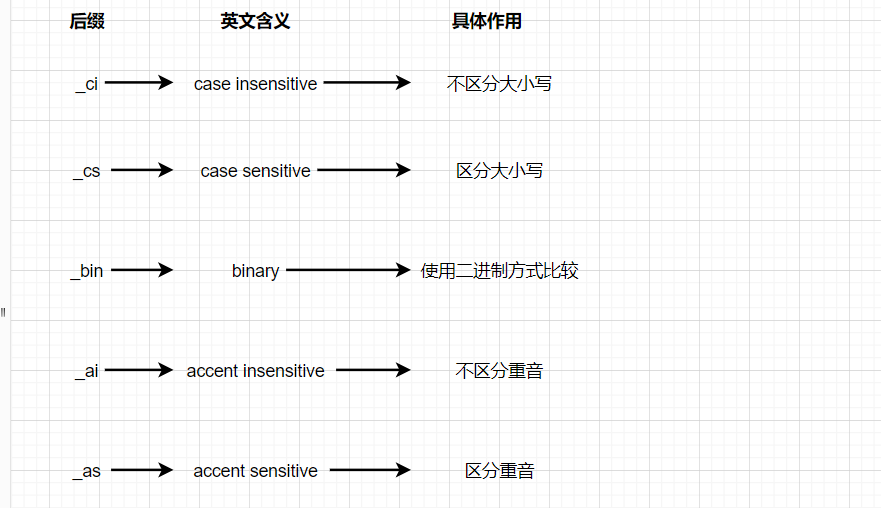 后缀 英文含义 具体作用
_ci case insensitive 不区分大小写
_cs case sensitive 区分大小写
_bin binary 使用二进制方式比较
_ai accent insensitive 不区分重音
_as accent sensitive 区分重音